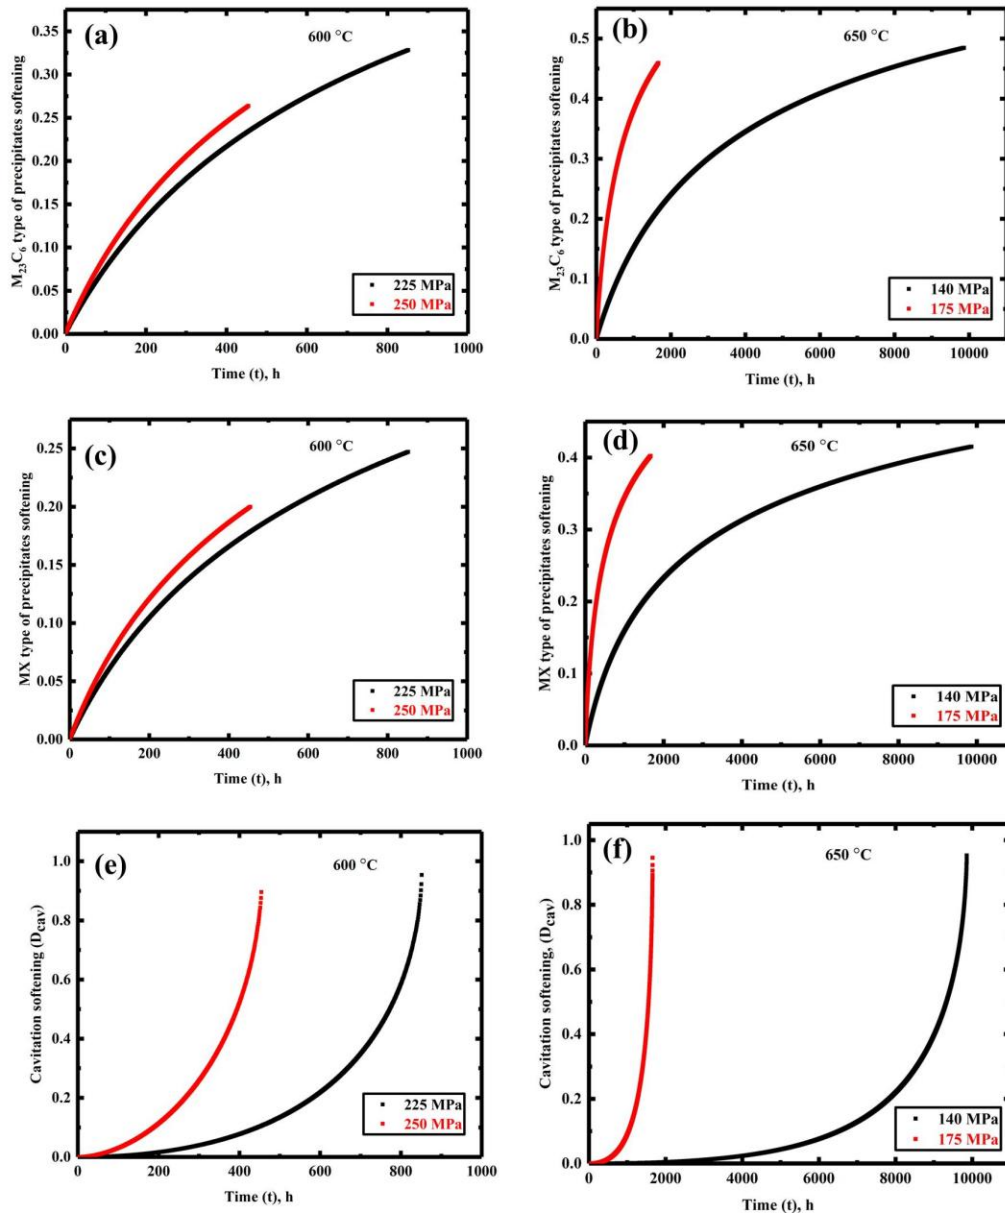 (a)
600 °C
M₂₃C₆ type of precipitates softening
0.35
0.30
0.25
0.20
0.15
0.10
0.05
0.00
0 200 400 600 800 1000
Time (t), h
225 MPa
250 MPa
(b)
650 °C
M₂₃C₆ type of precipitates softening
0.5
0.4
0.3
0.2
0.1
0.0
0 2000 4000 6000 8000 10000
Time (t), h
140 MPa
175 MPa
(c)
600 °C
MX type of precipitates softening
0.25
0.20
0.15
0.10
0.05
0.00
0 200 400 600 800 1000
Time (t), h
225 MPa
250 MPa
(d)
650 °C
MX type of precipitates softening
0.4
0.3
0.2
0.1
0.0
0 2000 4000 6000 8000 10000
Time (t), h
140 MPa
175 MPa
(e)
600 °C
Cavitation softening (D_cav)
1.0
0.8
0.6
0.4
0.2
0.0
0 200 400 600 800 1000
Time (t), h
225 MPa
250 MPa
(f)
650 °C
Cavitation softening, (D_cav)
1.0
0.8
0.6
0.4
0.2
0.0
0 2000 4000 6000 8000 10000
Time (t), h
140 MPa
175 MPa